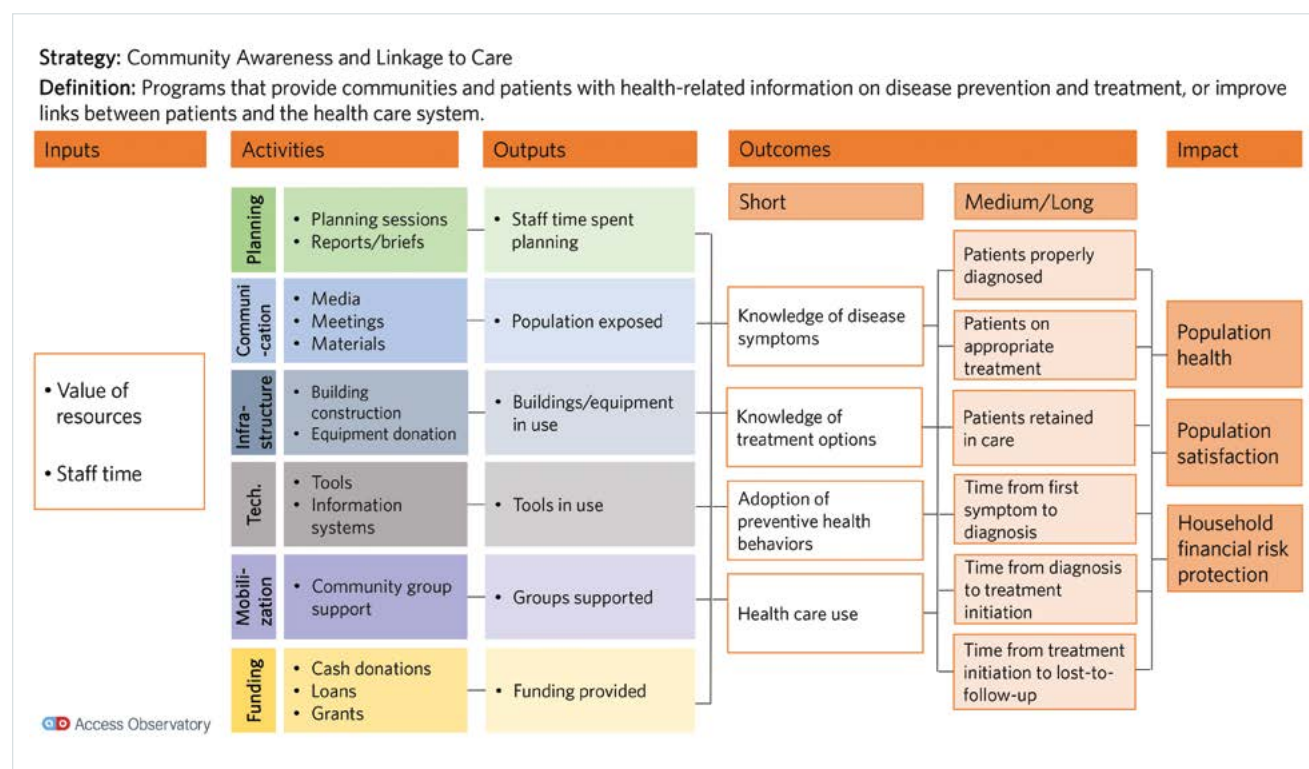 Strategy: Community Awareness and Linkage to Care
Definition: Programs that provide communities and patients with health-related information on disease prevention and treatment, or improve
links between patients and the health care system.
Inputs
Activities
Outputs
Outcomes
Impact
Short
Medium/Long
• Value of
resources
• Staff time
Planning
• Planning sessions
• Reports/briefs
• Staff time spent
planning
Communi
-cation
• Media
• Meetings
• Materials
• Population exposed
Infra-
structure
• Building
construction
• Equipment donation
• Buildings/equipment
in use
Tech.
• Tools
• Information
systems
• Tools in use
Mobili-
zation
• Community group
support
• Groups supported
Funding
• Cash donations
• Loans
• Grants
• Funding provided
Knowledge of disease
symptoms
Knowledge of
treatment options
Adoption of
preventive health
behaviors
Health care use
Patients properly
diagnosed
Patients on
appropriate
treatment
Patients retained
in care
Time from first
symptom to
diagnosis
Time from diagnosis
to treatment
initiation
Time from treatment
initiation to lost-to-
follow-up
Population
health
Population
satisfaction
Household
financial risk
protection
ao Access Observatory